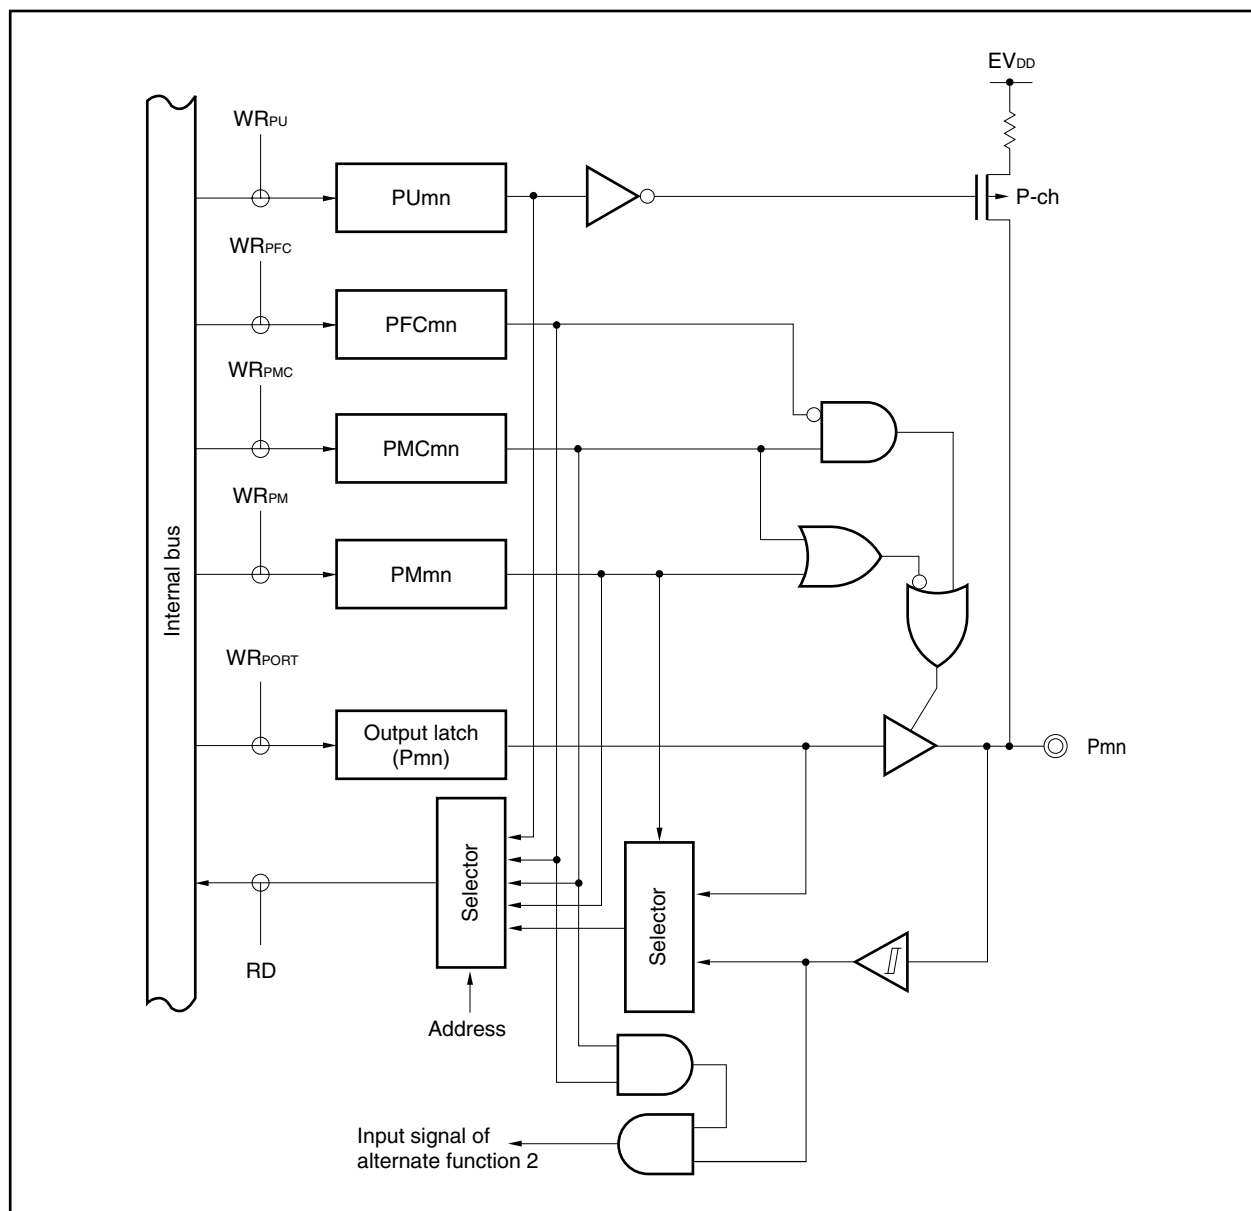 EVDD
WRPU
PUmn
P-ch
WRPFC
PFCmn
WRPMC
PMCmn
WRPM
PMmn
Internal bus
WRPORT
Output latch
(Pmn)
Pmn
Selector
Selector
RD
Address
Input signal of
alternate function 2